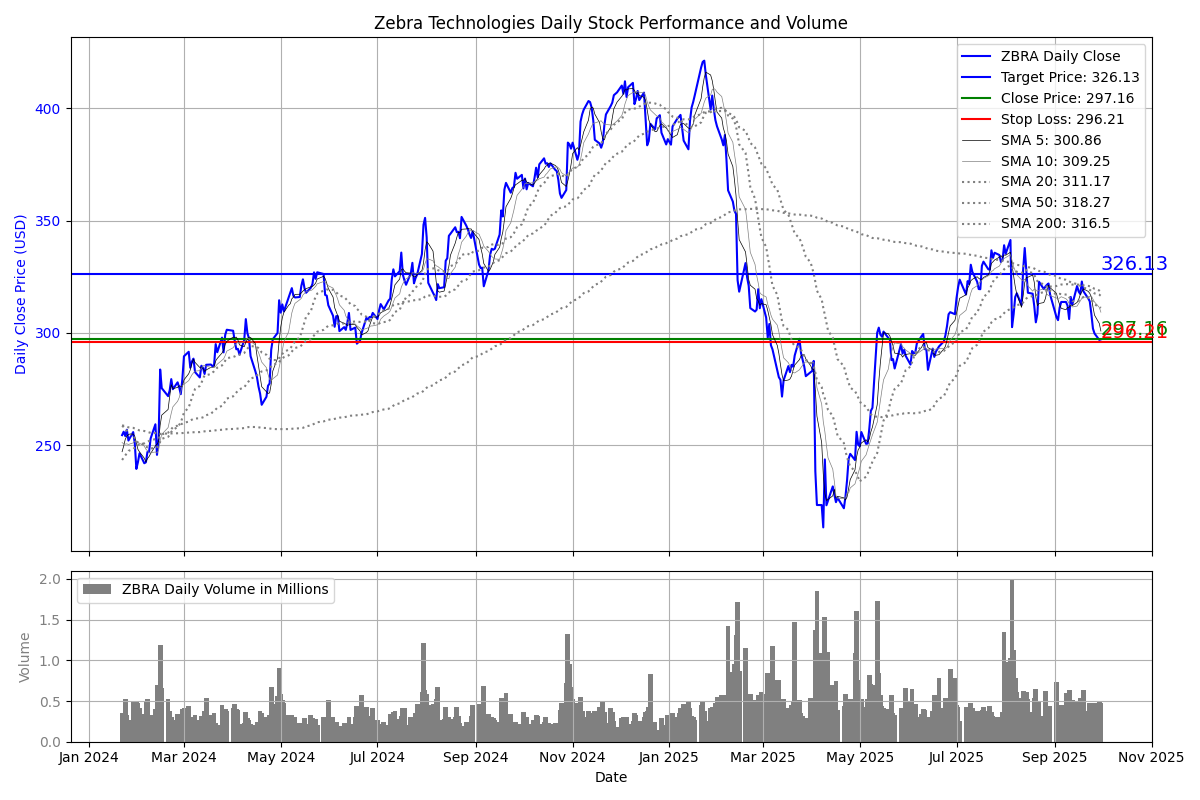 Zebra Technologies Daily Stock Performance and Volume
Daily Close Price (USD)
400
350
300
250
ZBRA Daily Close
Target Price: 326.13
Close Price: 297.16
Stop Loss: 296.21
SMA 5: 300.86
SMA 10: 309.25
SMA 20: 311.17
SMA 50: 318.27
SMA 200: 316.5
326.13
297.16
296.21
Volume
2.0
1.5
1.0
0.5
0.0
ZBRA Daily Volume in Millions
Jan 2024 Mar 2024 May 2024 Jul 2024 Sep 2024 Nov 2024 Jan 2025 Mar 2025 May 2025 Jul 2025 Sep 2025 Nov 2025
Date